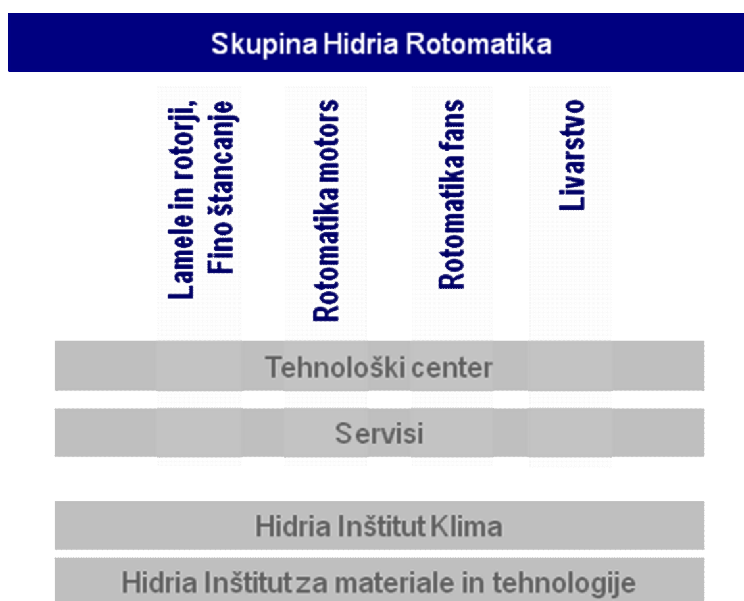 Skupina Hidria Rotomatika
Lamele in rotorji,
Fino štancanje
Rotomatika motors
Rotomatika fans
Livarstvo
Tehnološki center
Servisi
Hidria Inštitut Klima
Hidria Inštitut za materiale in tehnologije